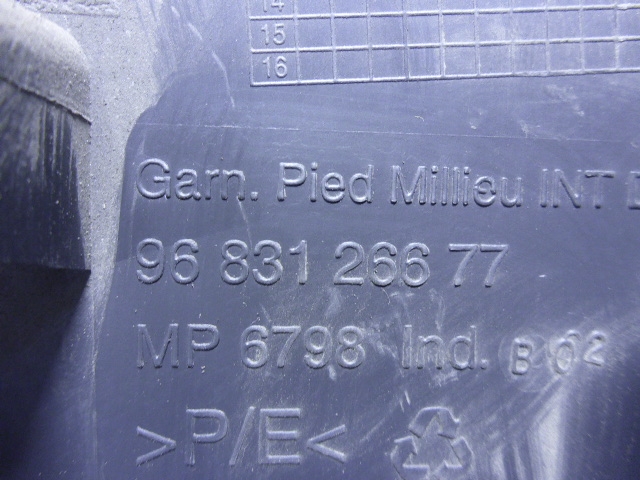 14
15
16
Garn. Pied Millieu INT D
96 831 266 77
MP 6798 Ind. B 02
>P/E<